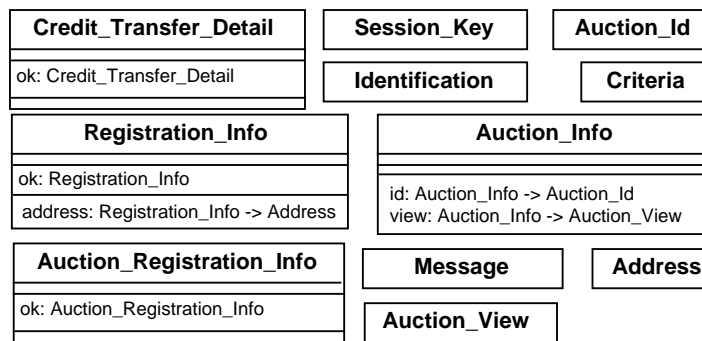 Credit_Transfer_Detail
ok: Credit_Transfer_Detail
Session_Key
Auction_Id
Identification
Criteria
Registration_Info
ok: Registration_Info
address: Registration_Info -> Address
Auction_Info
id: Auction_Info -> Auction_Id
view: Auction_Info -> Auction_View
Auction_Registration_Info
ok: Auction_Registration_Info
Message
Address
Auction_View